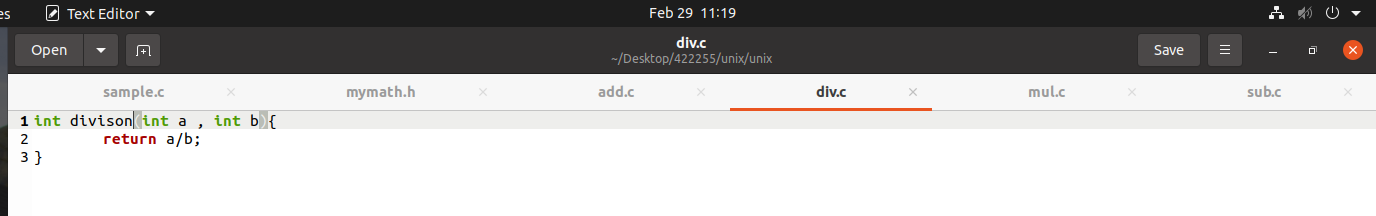 es Text Editor Feb 29 11:19
Open div.c Save
~/Desktop/422255/unix/unix
sample.c mymath.h add.c div.c mul.c sub.c
1 int divison(int a , int b){
2 return a/b;
3 }